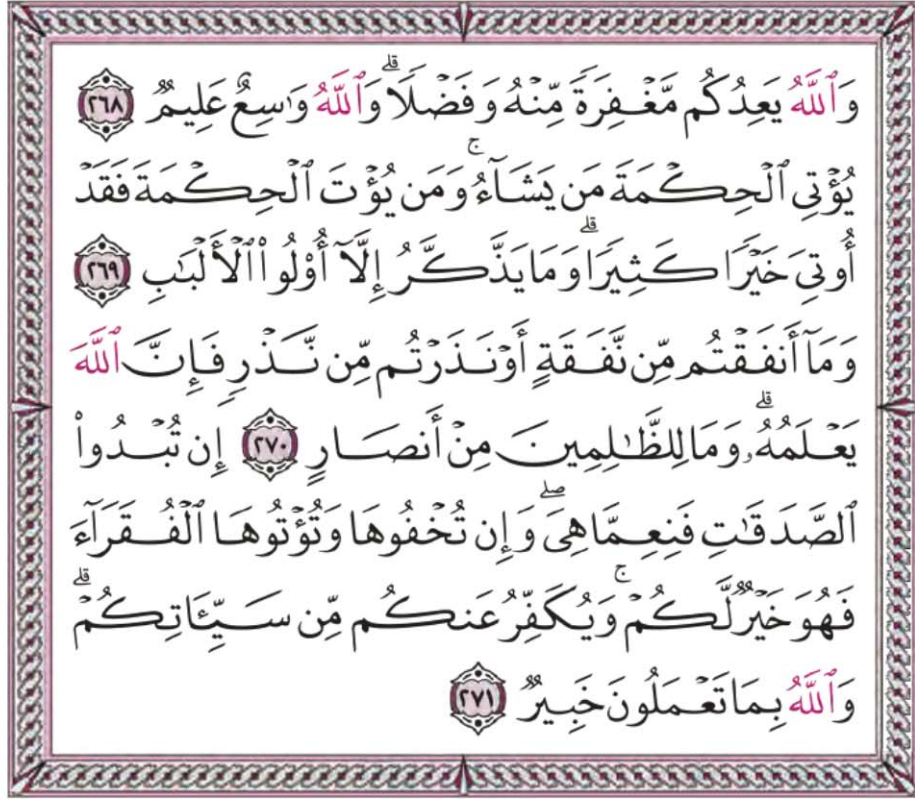 وَٱللَّهُ يَعِدُكُم مَّغْفِرَةً مِّنْهُ وَفَضْلًا ۗ وَٱللَّهُ وَٰسِعٌ عَلِيمٌ ٢٦٨
يُؤْتِى ٱلْحِكْمَةَ مَن يَشَآءُ ۚ وَمَن يُؤْتَ ٱلْحِكْمَةَ فَقَدْ
أُوتِىَ خَيْرًا كَثِيرًا ۗ وَمَا يَذَّكَّرُ إِلَّآ أُو۟لُوا۟ ٱلْأَلْبَٰبِ ٢٦٩
وَمَآ أَنفَقْتُم مِّن نَّفَقَةٍ أَوْ نَذَرْتُم مِّن نَّذْرٍ فَإِنَّ ٱللَّهَ
يَعْلَمُهُۥ ۗ وَمَا لِلظَّٰلِمِينَ مِنْ أَنصَارٍ ٢٧٠ إِن تُبْدُوا۟
ٱلصَّدَقَٰتِ فَنِعِمَّا هِىَ ۖ وَإِن تُخْفُوهَا وَتُؤْتُوهَا ٱلْفُقَرَآءَ
فَهُوَ خَيْرٌ لَّكُمْ ۚ وَيُكَفِّرُ عَنكُم مِّن سَيِّـَٔاتِكُمْ ۗ
وَٱللَّهُ بِمَا تَعْمَلُونَ خَبِيرٌ ٢٧١